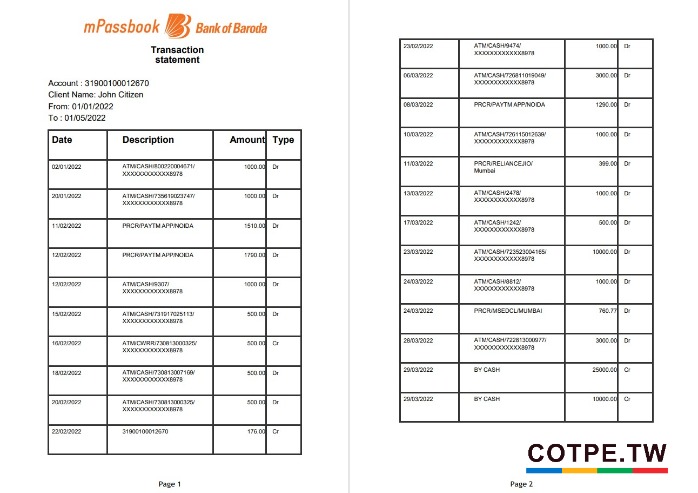 mPassbook Bank of Baroda
Transaction
statement
Account : 31900100012670
Client Name: John Citizen
From: 01/01/2022
To : 01/05/2022
Date Description Amount Type
02/01/2022 ATM/CASH/800220004671/ 1000.00 Dr
XXXXXXXXXXXX8978
20/01/2022 ATM/CASH/735619023747/ 1000.00 Dr
XXXXXXXXXXXX8978
11/02/2022 PRCR/PAYTM APP/NOIDA 1510.00 Dr
12/02/2022 PRCR/PAYTM APP/NOIDA 1790.00 Dr
12/02/2022 ATM/CASH/9307/ 1000.00 Dr
XXXXXXXXXXXX8978
15/02/2022 ATM/CASH/731917025113/ 500.00 Dr
XXXXXXXXXXXX8978
16/02/2022 ATM/CWRR/730813000325/ 500.00 Cr
XXXXXXXXXXXX8978
18/02/2022 ATM/CASH/730813007169/ 500.00 Dr
XXXXXXXXXXXX8978
20/02/2022 ATM/CASH/730813000325/ 500.00 Dr
XXXXXXXXXXXX8978
22/02/2022 31900100012670 176.00 Cr
Page 1
23/02/2022 ATM/CASH/9474/ 1000.00 Dr
XXXXXXXXXXXX8978
06/03/2022 ATM/CASH/726811019049/ 3000.00 Dr
XXXXXXXXXXXX8978
08/03/2022 PRCR/PAYTM APP/NOIDA 1290.00 Dr
10/03/2022 ATM/CASH/726115012639/ 1000.00 Dr
XXXXXXXXXXXX8978
11/03/2022 PRCR/RELIANCEJIO/ 399.00 Dr
Mumbai
13/03/2022 ATM/CASH/2478/ 1000.00 Dr
XXXXXXXXXXXX8978
17/03/2022 ATM/CASH/1242/ 500.00 Dr
XXXXXXXXXXXX8978
23/03/2022 ATM/CASH/723523004165/ 10000.00 Dr
XXXXXXXXXXXX8978
24/03/2022 ATM/CASH/8812/ 1000.00 Dr
XXXXXXXXXXXX8978
24/03/2022 PRCR/MSEDCL/MUMBAI 760.77 Dr
28/03/2022 ATM/CASH/722813000977/ 3000.00 Dr
XXXXXXXXXXXX8978
29/03/2022 BY CASH 25000.00 Cr
29/03/2022 BY CASH 10000.00 Cr
COTPE.TW
Page 2